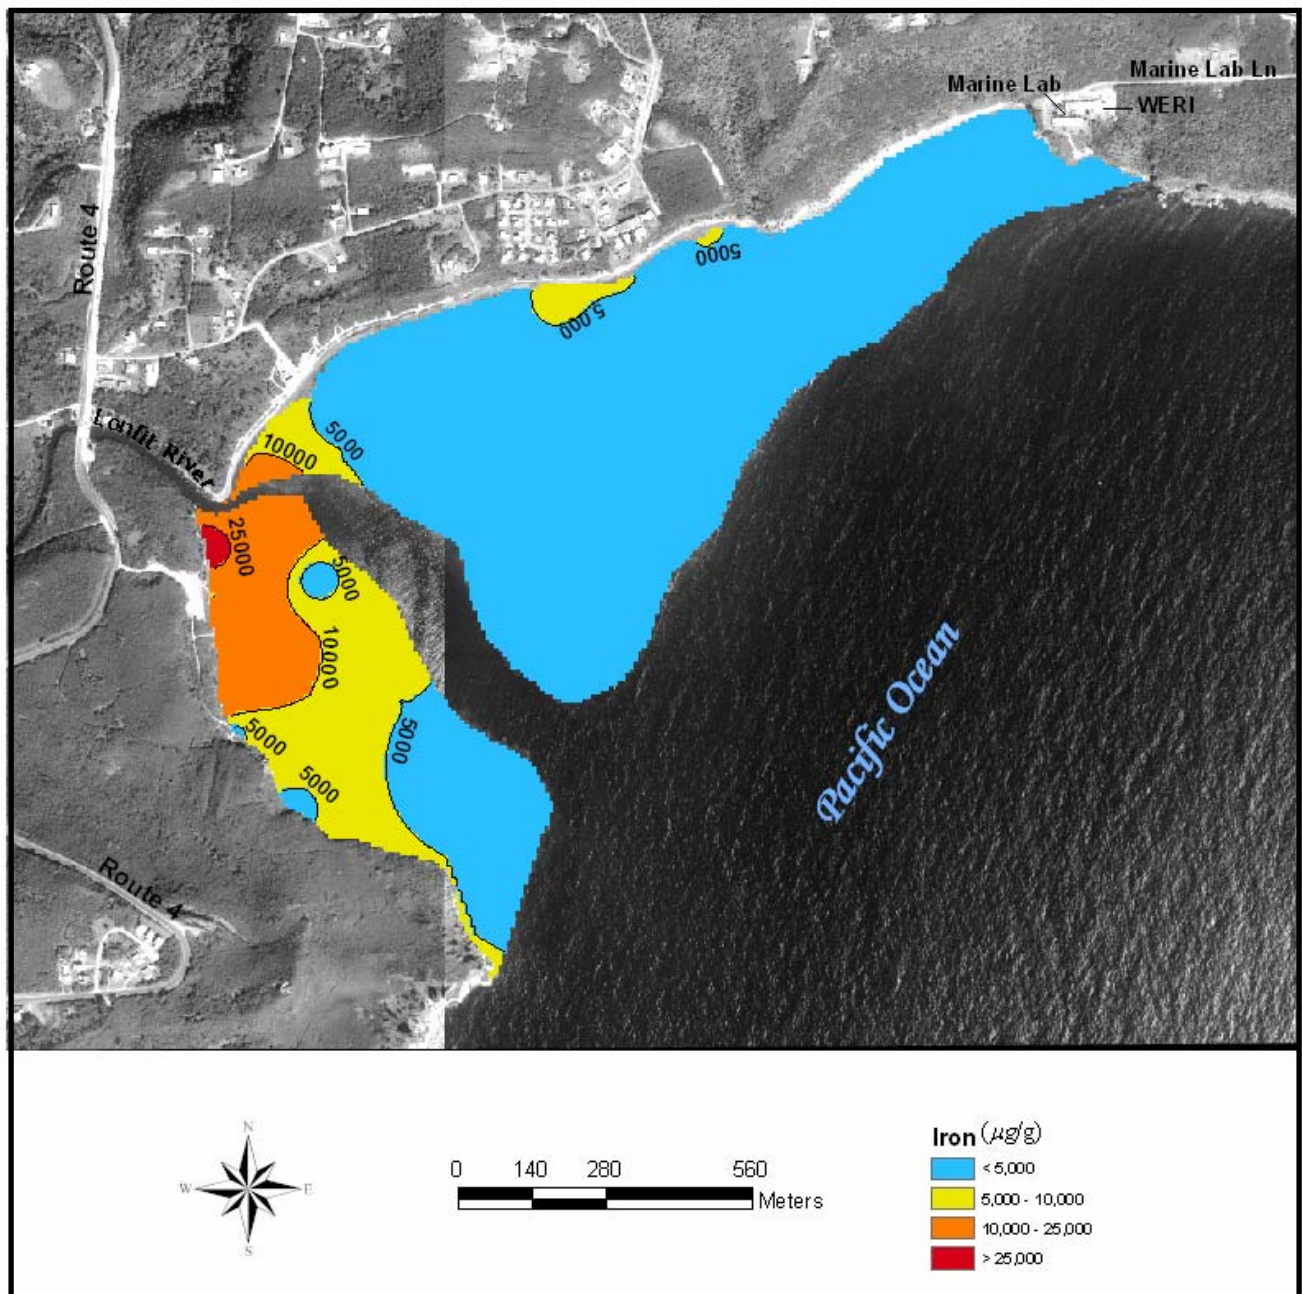 Marine Lab Ln
Marine Lab
WERI
Route 4
5000
5,000
Lonfit River
5000
10000
25000
5000
10000
5000
5000
5000
Pacific Ocean
Route 4
N
W E
S
0 140 280 560
Meters
Iron (µg/g)
< 5,000
5,000 - 10,000
10,000 - 25,000
> 25,000